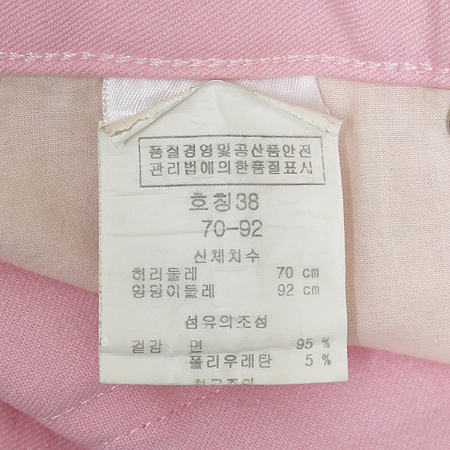 품질경영및공산품안전
관리법에의한품질표시
호칭38
70-92
신체치수
허리둘레 70 cm
엉덩이둘레 92 cm
섬유의조성
겉감 면 95 %
폴리우레탄 5 %